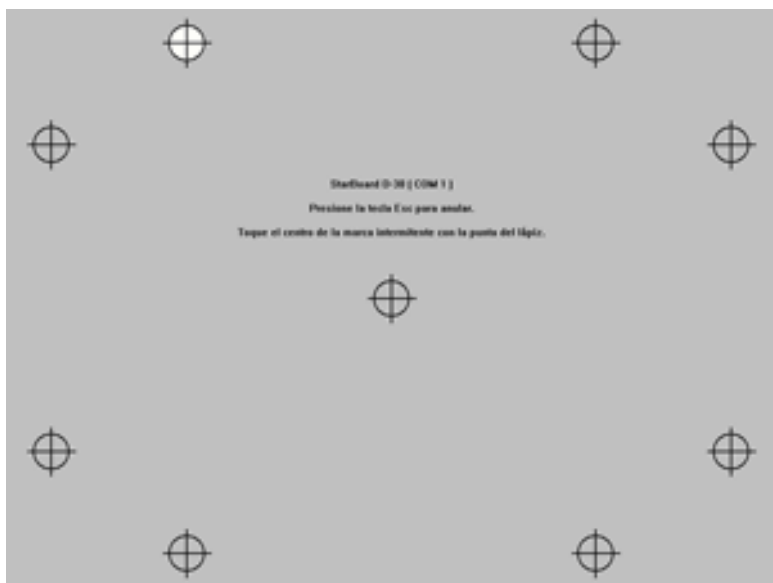 StarBoard D-30 [ COM 1 ]
Presione la tecla Esc para anular.
Toque el centro de la marca intermitente con la punta del lápiz.